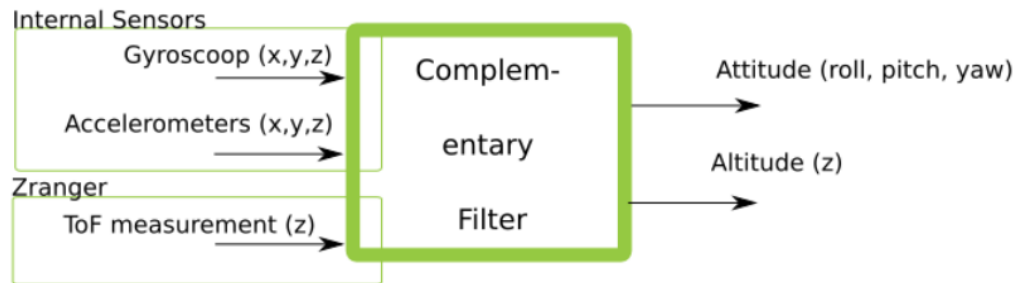 Internal Sensors
Gyroscoop (x,y,z)
Accelerometers (x,y,z)
Zranger
ToF measurement (z)
Complem-
entary
Filter
Attitude (roll, pitch, yaw)
Altitude (z)